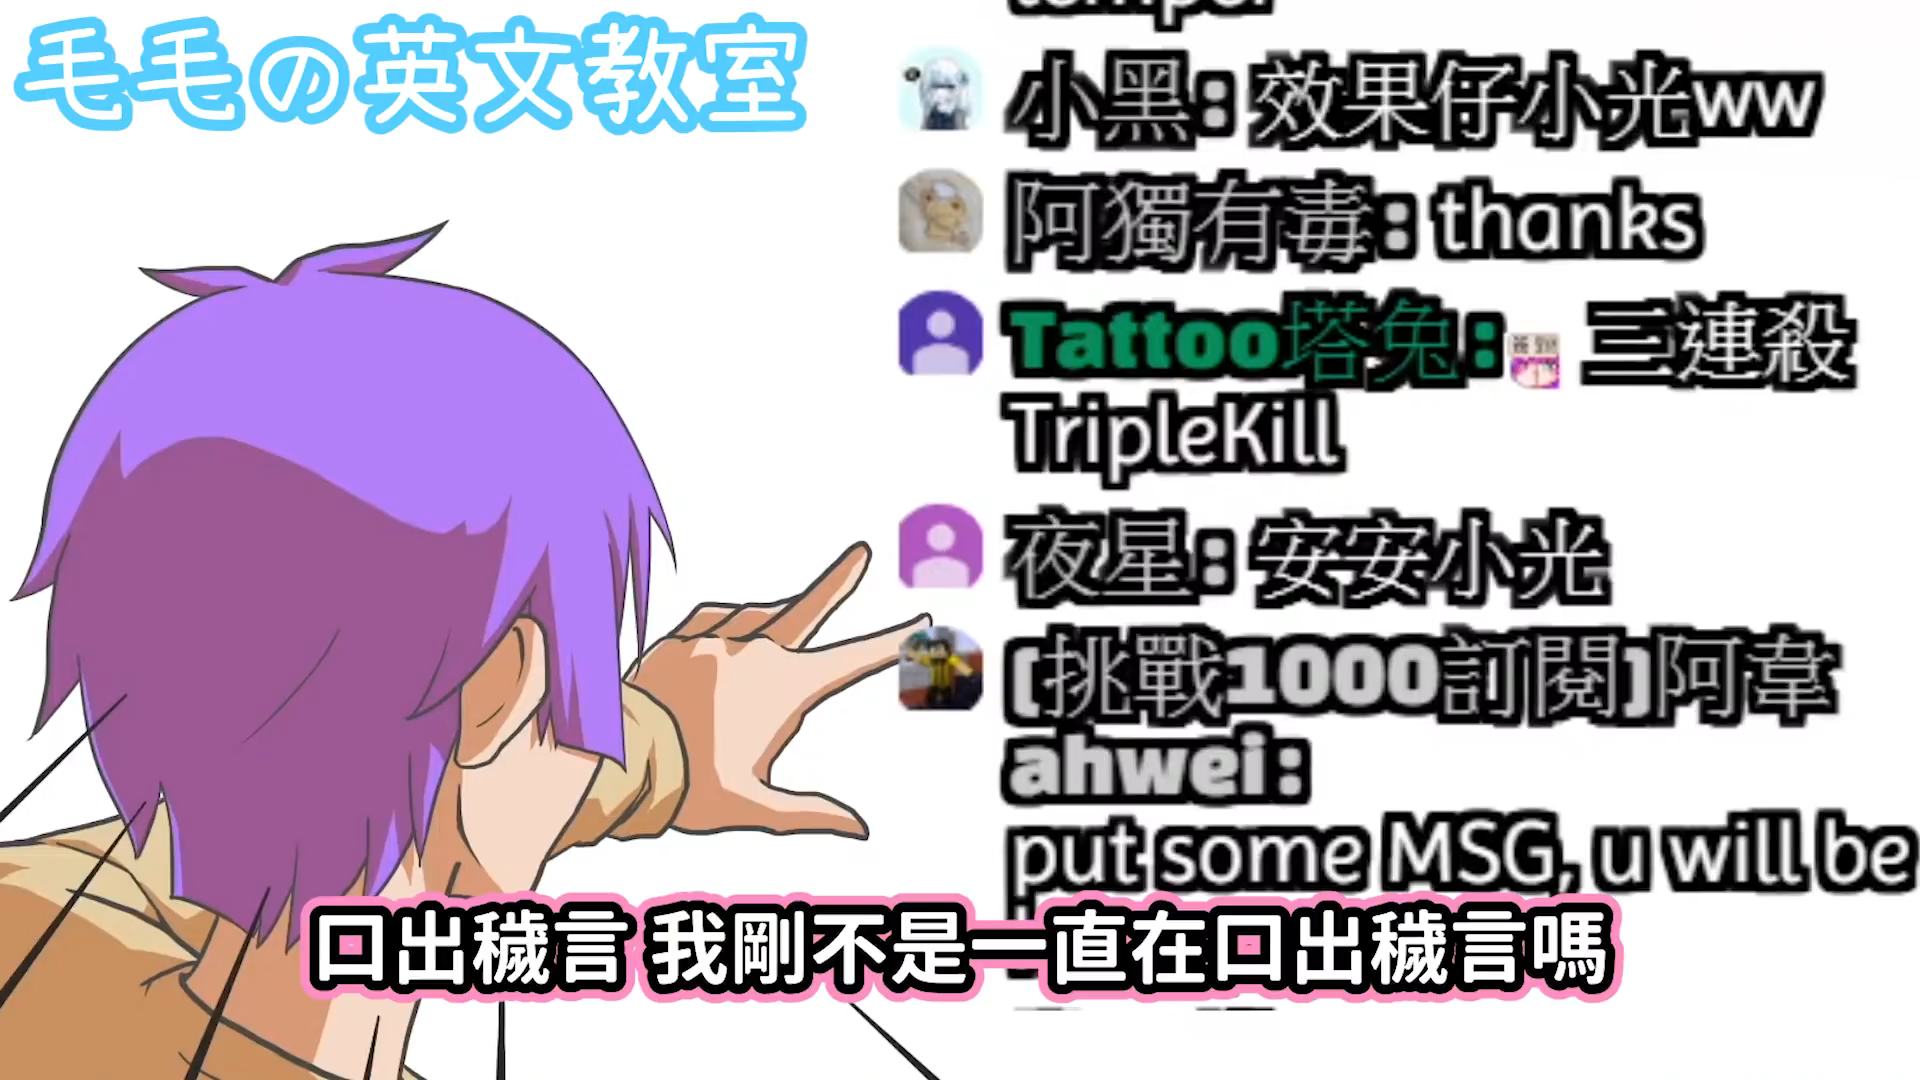 毛毛の英文教室
小黑: 效果仔小光ww
阿獨有毒: thanks
Tattoo塔兔: 三連殺
TripleKill
夜星: 安安小光
[挑戰1000訂閱]阿韋
ahwei:
put some MSG, u will be
口出穢言 我剛不是一直在口出穢言嗎